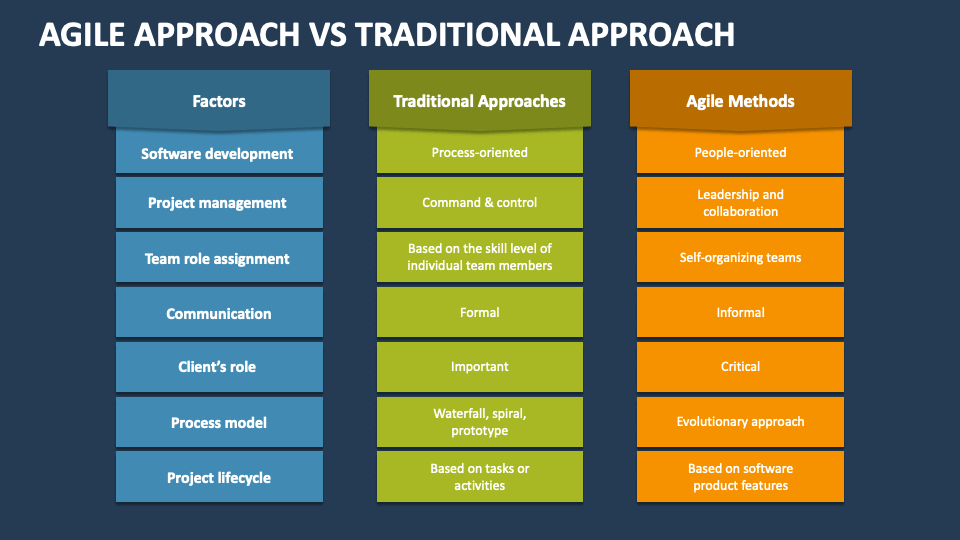 AGILE APPROACH VS TRADITIONAL APPROACH
Factors
Traditional Approaches
Agile Methods
Software development
Process-oriented
People-oriented
Project management
Command & control
Leadership and
collaboration
Team role assignment
Based on the skill level of
individual team members
Self-organizing teams
Communication
Formal
Informal
Client’s role
Important
Critical
Process model
Waterfall, spiral,
prototype
Evolutionary approach
Project lifecycle
Based on tasks or
activities
Based on software
product features